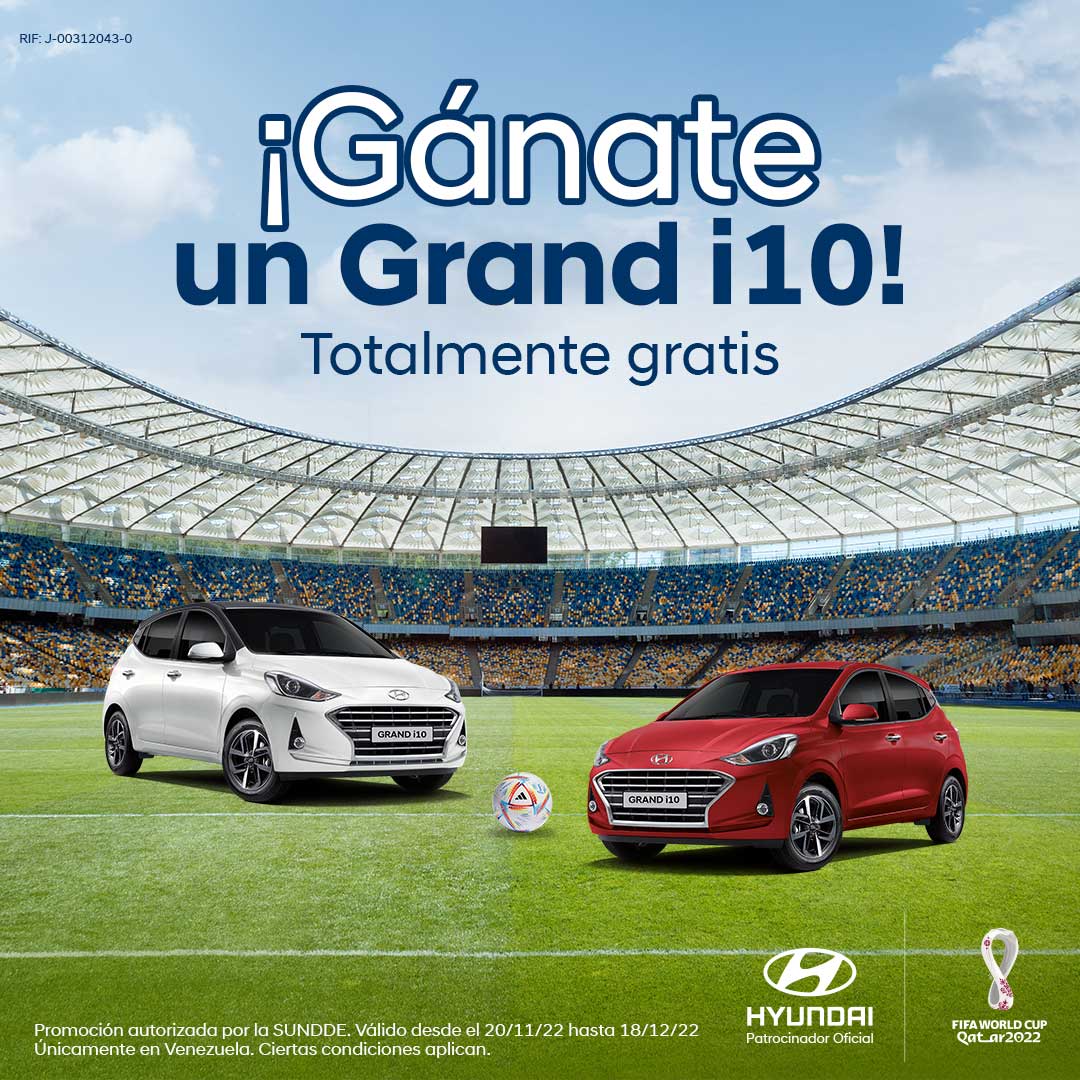 RIF: J-00312043-0
¡Gánate
un Grand i10!
Totalmente gratis
GRAND i10
GRAND i10
HYUNDAI
Patrocinador Oficial
FIFA WORLD CUP
Qatar2022
Promoción autorizada por la SUNDDE. Válido desde el 20/11/22 hasta 18/12/22
Únicamente en Venezuela. Ciertas condiciones aplican.